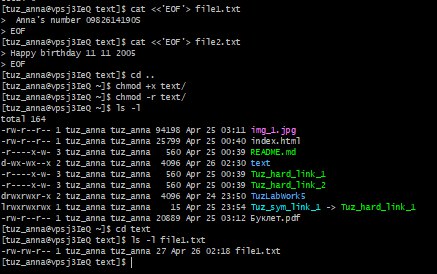 [tuz_anna@vpsj3IeQ text]$ cat <<'EOF'> file1.txt
>  Anna's number 09826141905
> EOF
[tuz_anna@vpsj3IeQ text]$ cat <<'EOF'> file2.txt
> Happy birthday 11 11 2005
> EOF
[tuz_anna@vpsj3IeQ text]$ cd ..
[tuz_anna@vpsj3IeQ ~]$ chmod +x text/
[tuz_anna@vpsj3IeQ ~]$ chmod -r text/
[tuz_anna@vpsj3IeQ ~]$ ls -l
total 164
-rw-r--r-- 1 tuz_anna tuz_anna 94198 Apr 25 03:11 img_1.jpg
-rw-r--r-- 1 tuz_anna tuz_anna 25799 Apr 25 00:40 index.html
-r----x-w- 3 tuz_anna tuz_anna   560 Apr 25 00:39 README.md
d-wx-wx--x 2 tuz_anna tuz_anna  4096 Apr 26 02:30 text
-r----x-w- 3 tuz_anna tuz_anna   560 Apr 25 00:39 Tuz_hard_link_1
-r----x-w- 3 tuz_anna tuz_anna   560 Apr 25 00:39 Tuz_hard_link_2
drwxrwxr-x 2 tuz_anna tuz_anna  4096 Apr 24 23:50 TuzLabWork5
lrwxrwxrwx 1 tuz_anna tuz_anna    15 Apr 25 23:54 Tuz_sym_link_1 -> Tuz_hard_link_1
-rw-r--r-- 1 tuz_anna tuz_anna 20889 Apr 25 03:12 Буклет.pdf
[tuz_anna@vpsj3IeQ ~]$ cd text
[tuz_anna@vpsj3IeQ text]$ ls -l file1.txt
-rw-rw-r-- 1 tuz_anna tuz_anna 27 Apr 26 02:18 file1.txt
[tuz_anna@vpsj3IeQ text]$